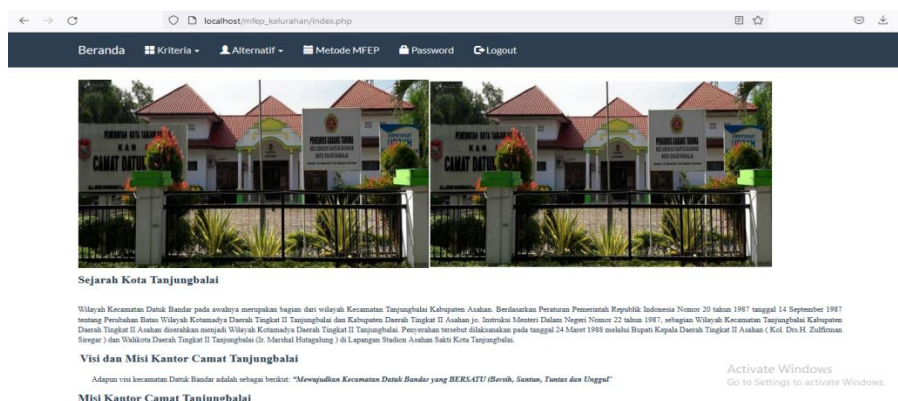 localhost/mfep_kelurahan/index.php
Beranda Kriteria Alternatif Metode MFEP Password Logout
CAMAT DATUK
Sejarah Kota Tanjungbalai
Wilayah Kecamatan Datuk Bandar pada awalnya merupakan bagian dari wilayah Kecamatan Tanjungbalai Kabupaten Asahan. Berdasarkan Peraturan Pemerintah Republik Indonesia Nomor 20 tahun 1987 tanggal 14 September 1987
tentang Perubahan Batas Wilayah Kotamadya Daerah Tingkat II Tanjungbalai dan Kabupaten Daerah Tingkat II Asahan jo. Instruksi Menteri Dalam Negeri Nomor 22 tahun 1987, sebagian Wilayah Kecamatan Tanjungbalai Kabupaten
Daerah Tingkat II Asahan diserahkan menjadi Wilayah Kotamadya Daerah Tingkat II Tanjungbalai. Penyerahan tersebut dilaksanakan pada tanggal 24 Maret 1988 melalui Bupati Kepala Daerah Tingkat II Asahan ( Kol. Drs.H. Zulfirman
Siregar ) dan Walikota Daerah Tingkat II Tanjungbalai (Ir. Marshal Hutagalung ) di Lapangan Stadion Asahan Sakti Kota Tanjungbalai.
Visi dan Misi Kantor Camat Tanjungbalai
Adapun visi kecamatan Datuk Bandar adalah sebagai berikut: "Mewujudkan Kecamatan Datuk Bandar yang BERSATU (Bersih, Santun, Tuntas dan Unggul"
Misi Kantor Camat Tanjungbalai
Activate Windows
Go to Settings to activate Windows.